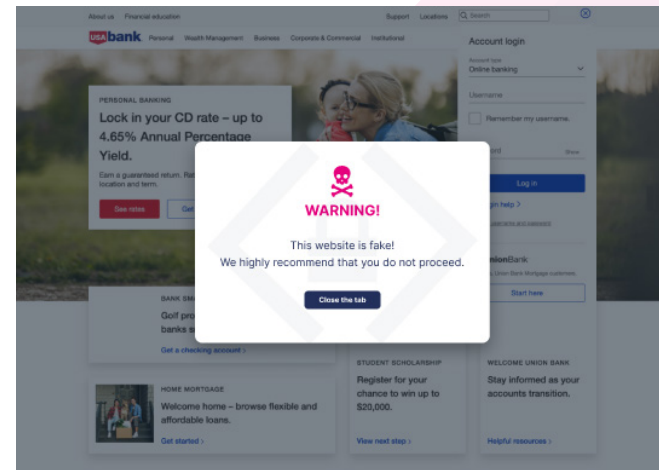 About us Financial education Support Locations Search
USA bank Personal Wealth Management Business Corporate & Commercial Institutional
Account login
Account type
Online banking
Username
Remember my username.
Show
Log in
PERSONAL BANKING
Lock in your CD rate – up to
4.65% Annual Percentage
Yield.
Earn a guaranteed return.
location and term.
See rates
WARNING!
This website is fake!
We highly recommend that you do not proceed.
Close the tab
Start here
Golf
banks
Get a checking account
HOME MORTGAGE
Welcome home – browse flexible and
affordable loans.
Get started
STUDENT SCHOLARSHIP
Register for your
chance to win up to
$20,000.
View next step
WELCOME UNION BANK
Stay informed as your
accounts transition.
Helpful resources